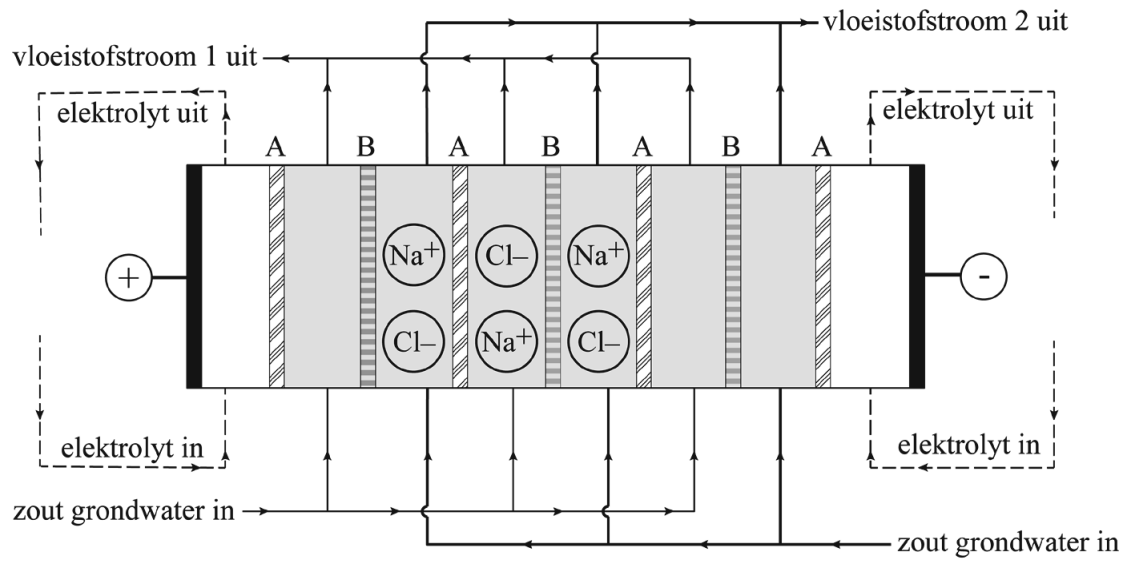 vloeistofstroom 2 uit
vloeistofstroom 1 uit
elektrolyt uit
elektrolyt uit
A B A B A B A
Na+ Cl– Na+
+ -
Cl– Na+ Cl–
elektrolyt in
elektrolyt in
zout grondwater in
zout grondwater in